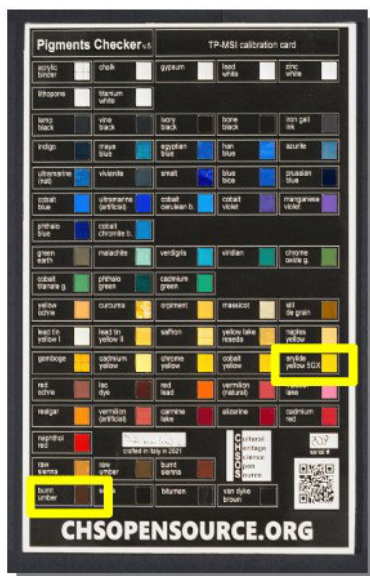 Pigments Checker v.5 TP-MSI calibration card
acrylic binder chalk gypsum lead white zinc white
lithopone titanium white
lamp black vine black ivory black bone black iron gall ink
indigo maya blue egyptian blue han blue azurite
ultramarine (nat) vivianite smalt blue bice prussian blue
cobalt blue ultramarine (artificial) cobalt cerulean b. cobalt violet manganese violet
phthalo blue cobalt chromite b.
green earth malachite verdigris viridian chrome oxide g.
cobalt titanate g. phthalo green cadmium green
yellow ochre curcuma orpiment massicot stil de grain
lead tin yellow I lead tin yellow II saffron yellow lake reseda naples yellow
gamboge cadmium yellow chrome yellow cobalt yellow arylide yellow 5GX
red ochre lac dye red lead vermilion (natural) lake
realgar vermilion (artificial) carmine lake alizarine cadmium red
naphthol red
crafted in Italy in 2021
Cultural Heritage Science Open Source
series #
raw sienna raw umber burnt sienna
burnt umber bitumen van dyke brown
CHSOPENSOURCE.ORG